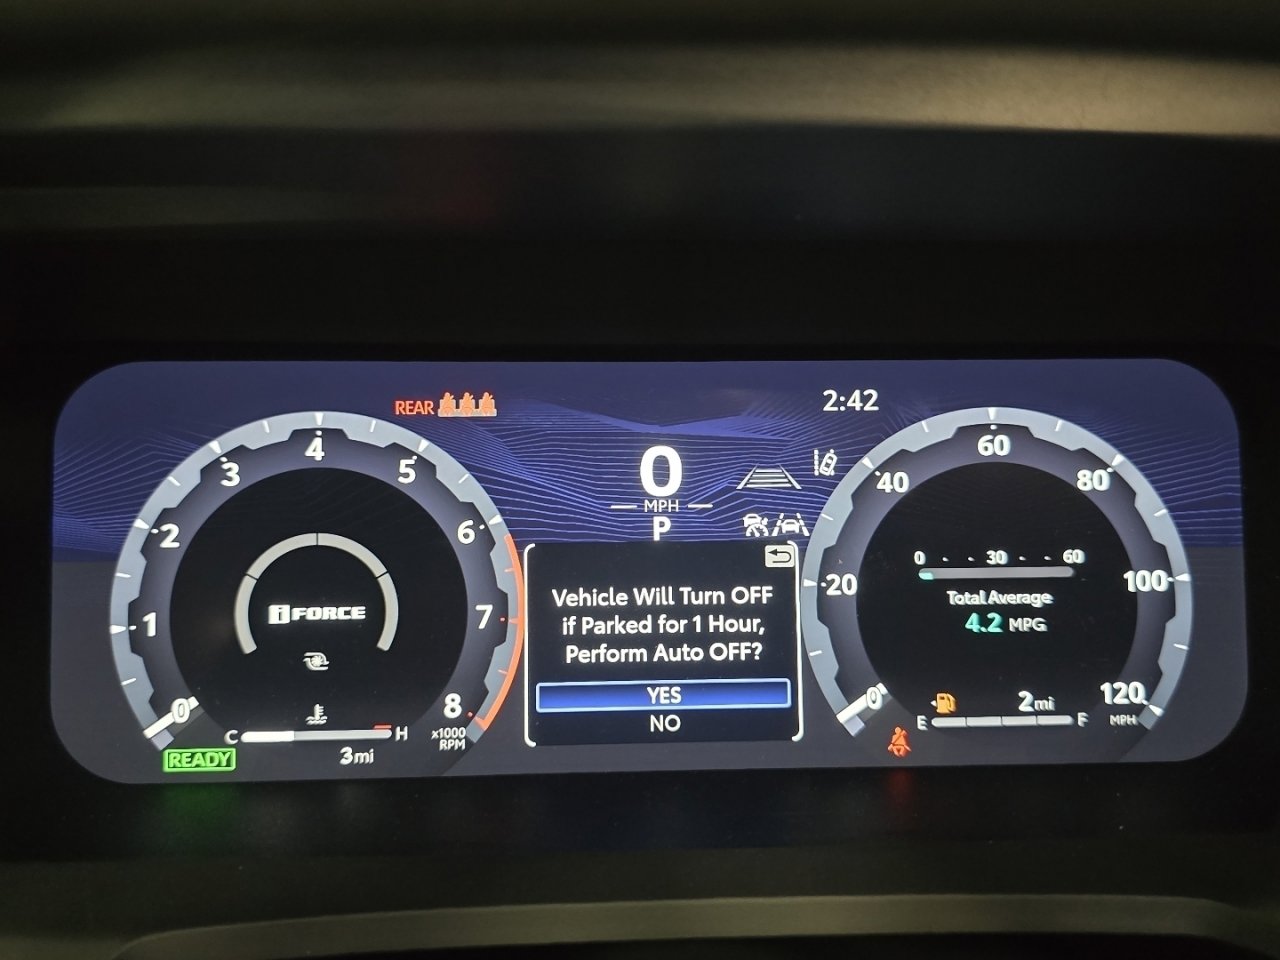 REAR
2:42
0
MPH
P
0
1
2
3
4
5
6
7
8
x1000
RPM
i FORCE
C
H
READY
3mi
Vehicle Will Turn OFF
if Parked for 1 Hour,
Perform Auto OFF?
YES
NO
0
20
40
60
80
100
120
MPH
0 - - 30 - - 60
Total Average
4.2 MPG
2mi
E
F